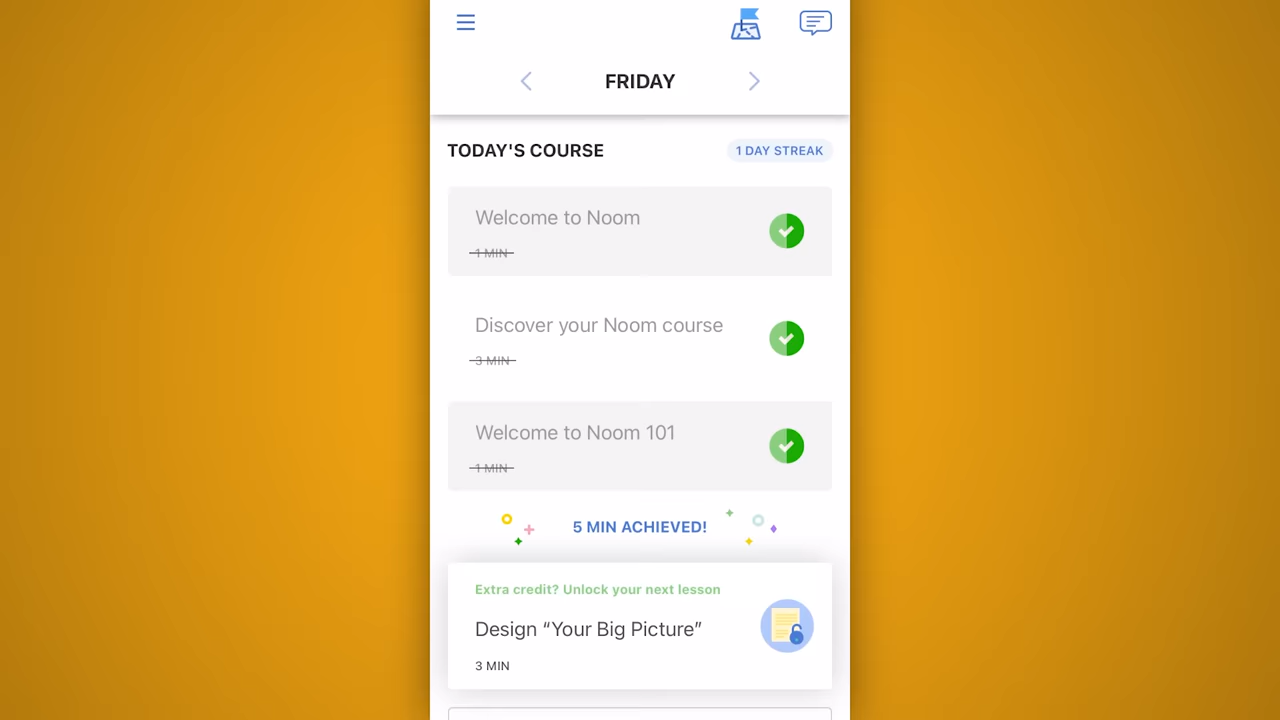 FRIDAY
TODAY'S COURSE
1 DAY STREAK
Welcome to Noom
1 MIN
Discover your Noom course
3 MIN
Welcome to Noom 101
1 MIN
5 MIN ACHIEVED!
Extra credit? Unlock your next lesson
Design “Your Big Picture”
3 MIN